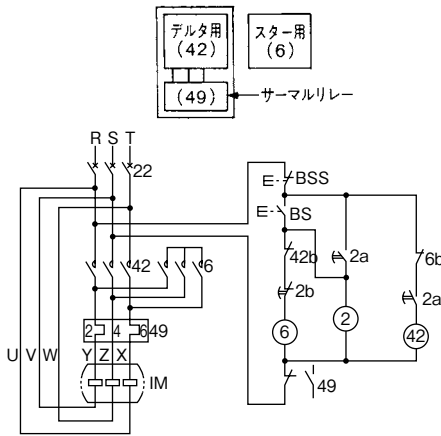 デルタ用
(42)
スター用
(6)
(49)
サーマルリレー
R S T
22
42
6
2 4 6 49
U V W Y Z X
IM
BSS
BS
42b
2a
6b
2b
2a
6
2
42
49